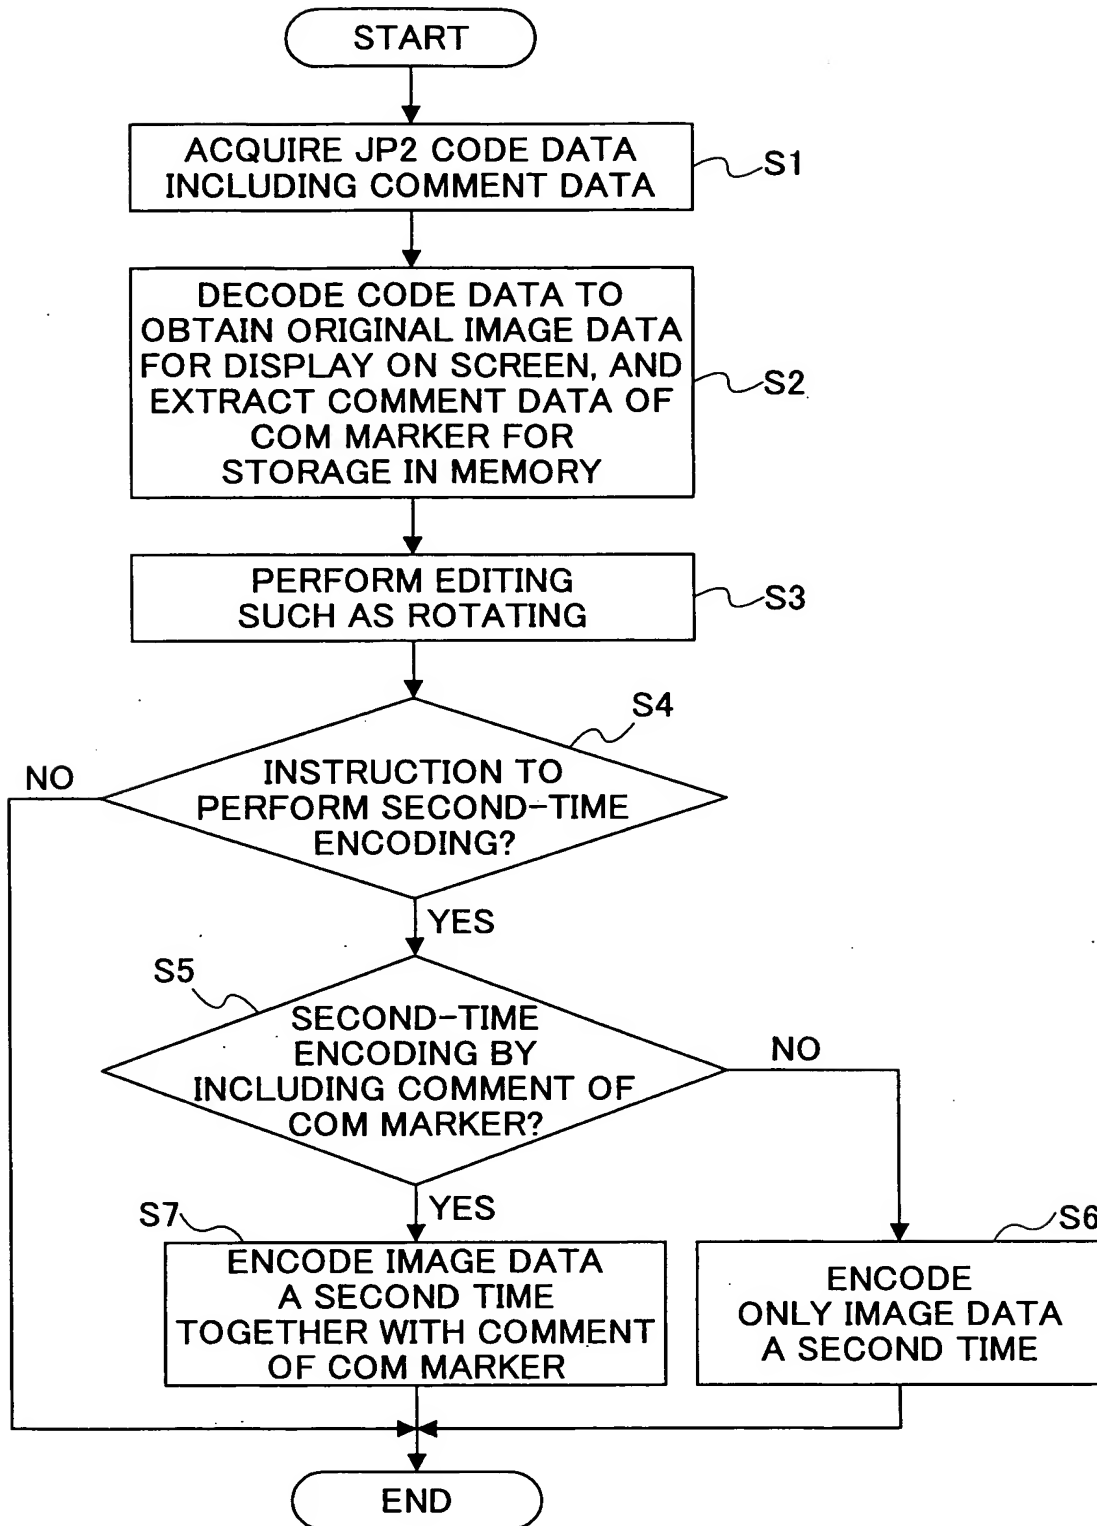 START
ACQUIRE JP2 CODE DATA
INCLUDING COMMENT DATA
S1
DECODE CODE DATA TO
OBTAIN ORIGINAL IMAGE DATA
FOR DISPLAY ON SCREEN, AND
EXTRACT COMMENT DATA OF
COM MARKER FOR
STORAGE IN MEMORY
S2
PERFORM EDITING
SUCH AS ROTATING
S3
S4
INSTRUCTION TO
PERFORM SECOND-TIME
ENCODING?
NO
YES
S5
SECOND-TIME
ENCODING BY
INCLUDING COMMENT OF
COM MARKER?
NO
YES
S7
ENCODE IMAGE DATA
A SECOND TIME
TOGETHER WITH COMMENT
OF COM MARKER
S6
ENCODE
ONLY IMAGE DATA
A SECOND TIME
END